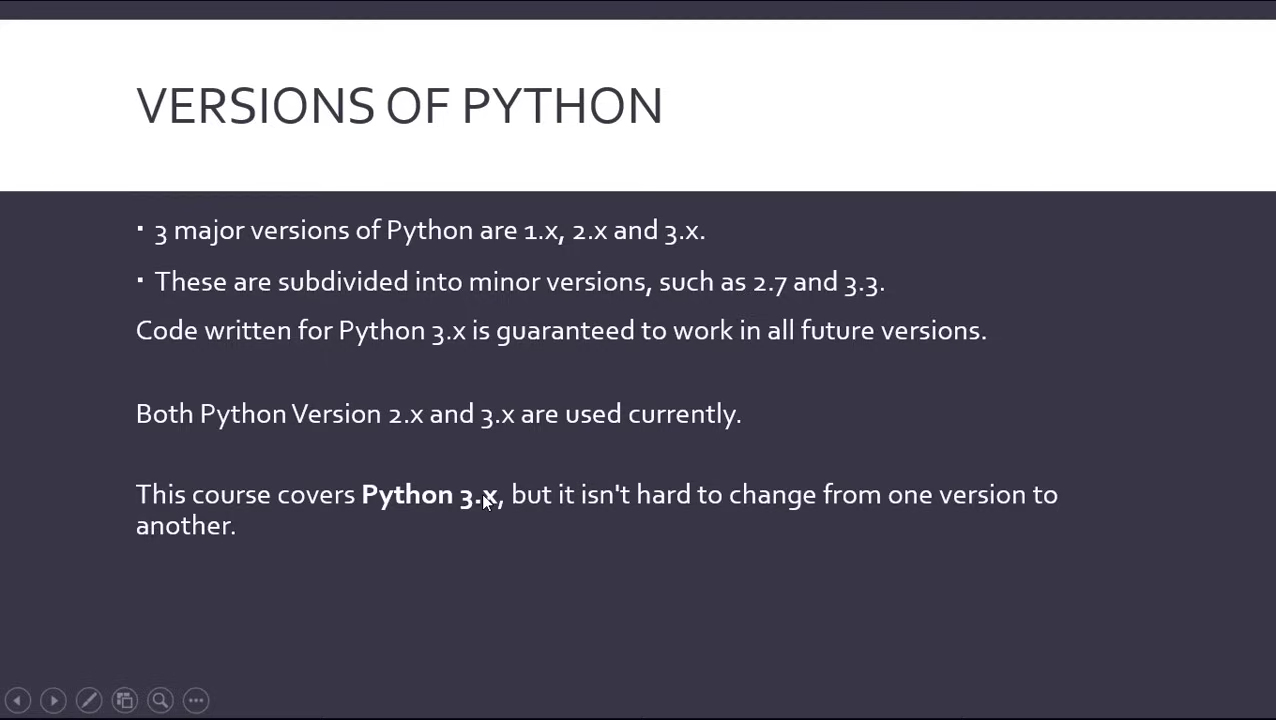 VERSIONS OF PYTHON
▪ 3 major versions of Python are 1.x, 2.x and 3.x.
▪ These are subdivided into minor versions, such as 2.7 and 3.3.
Code written for Python 3.x is guaranteed to work in all future versions.
Both Python Version 2.x and 3.x are used currently.
This course covers Python 3.x, but it isn't hard to change from one version to
another.